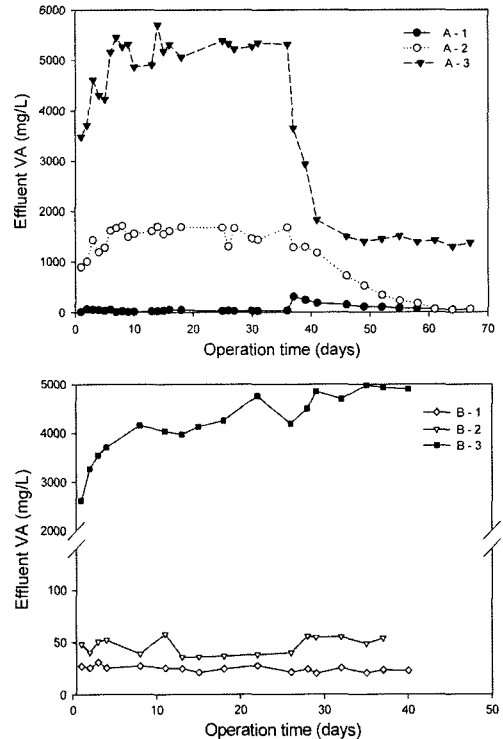 6000
5000
4000
3000
2000
1000
0
Effluent VA (mg/L)
A - 1
A - 2
A - 3
0 10 20 30 40 50 60 70
Operation time (days)
5000
4000
3000
2000
100
50
0
Effluent VA (mg/L)
B - 1
B - 2
B - 3
0 10 20 30 40 50
Operation time (days)